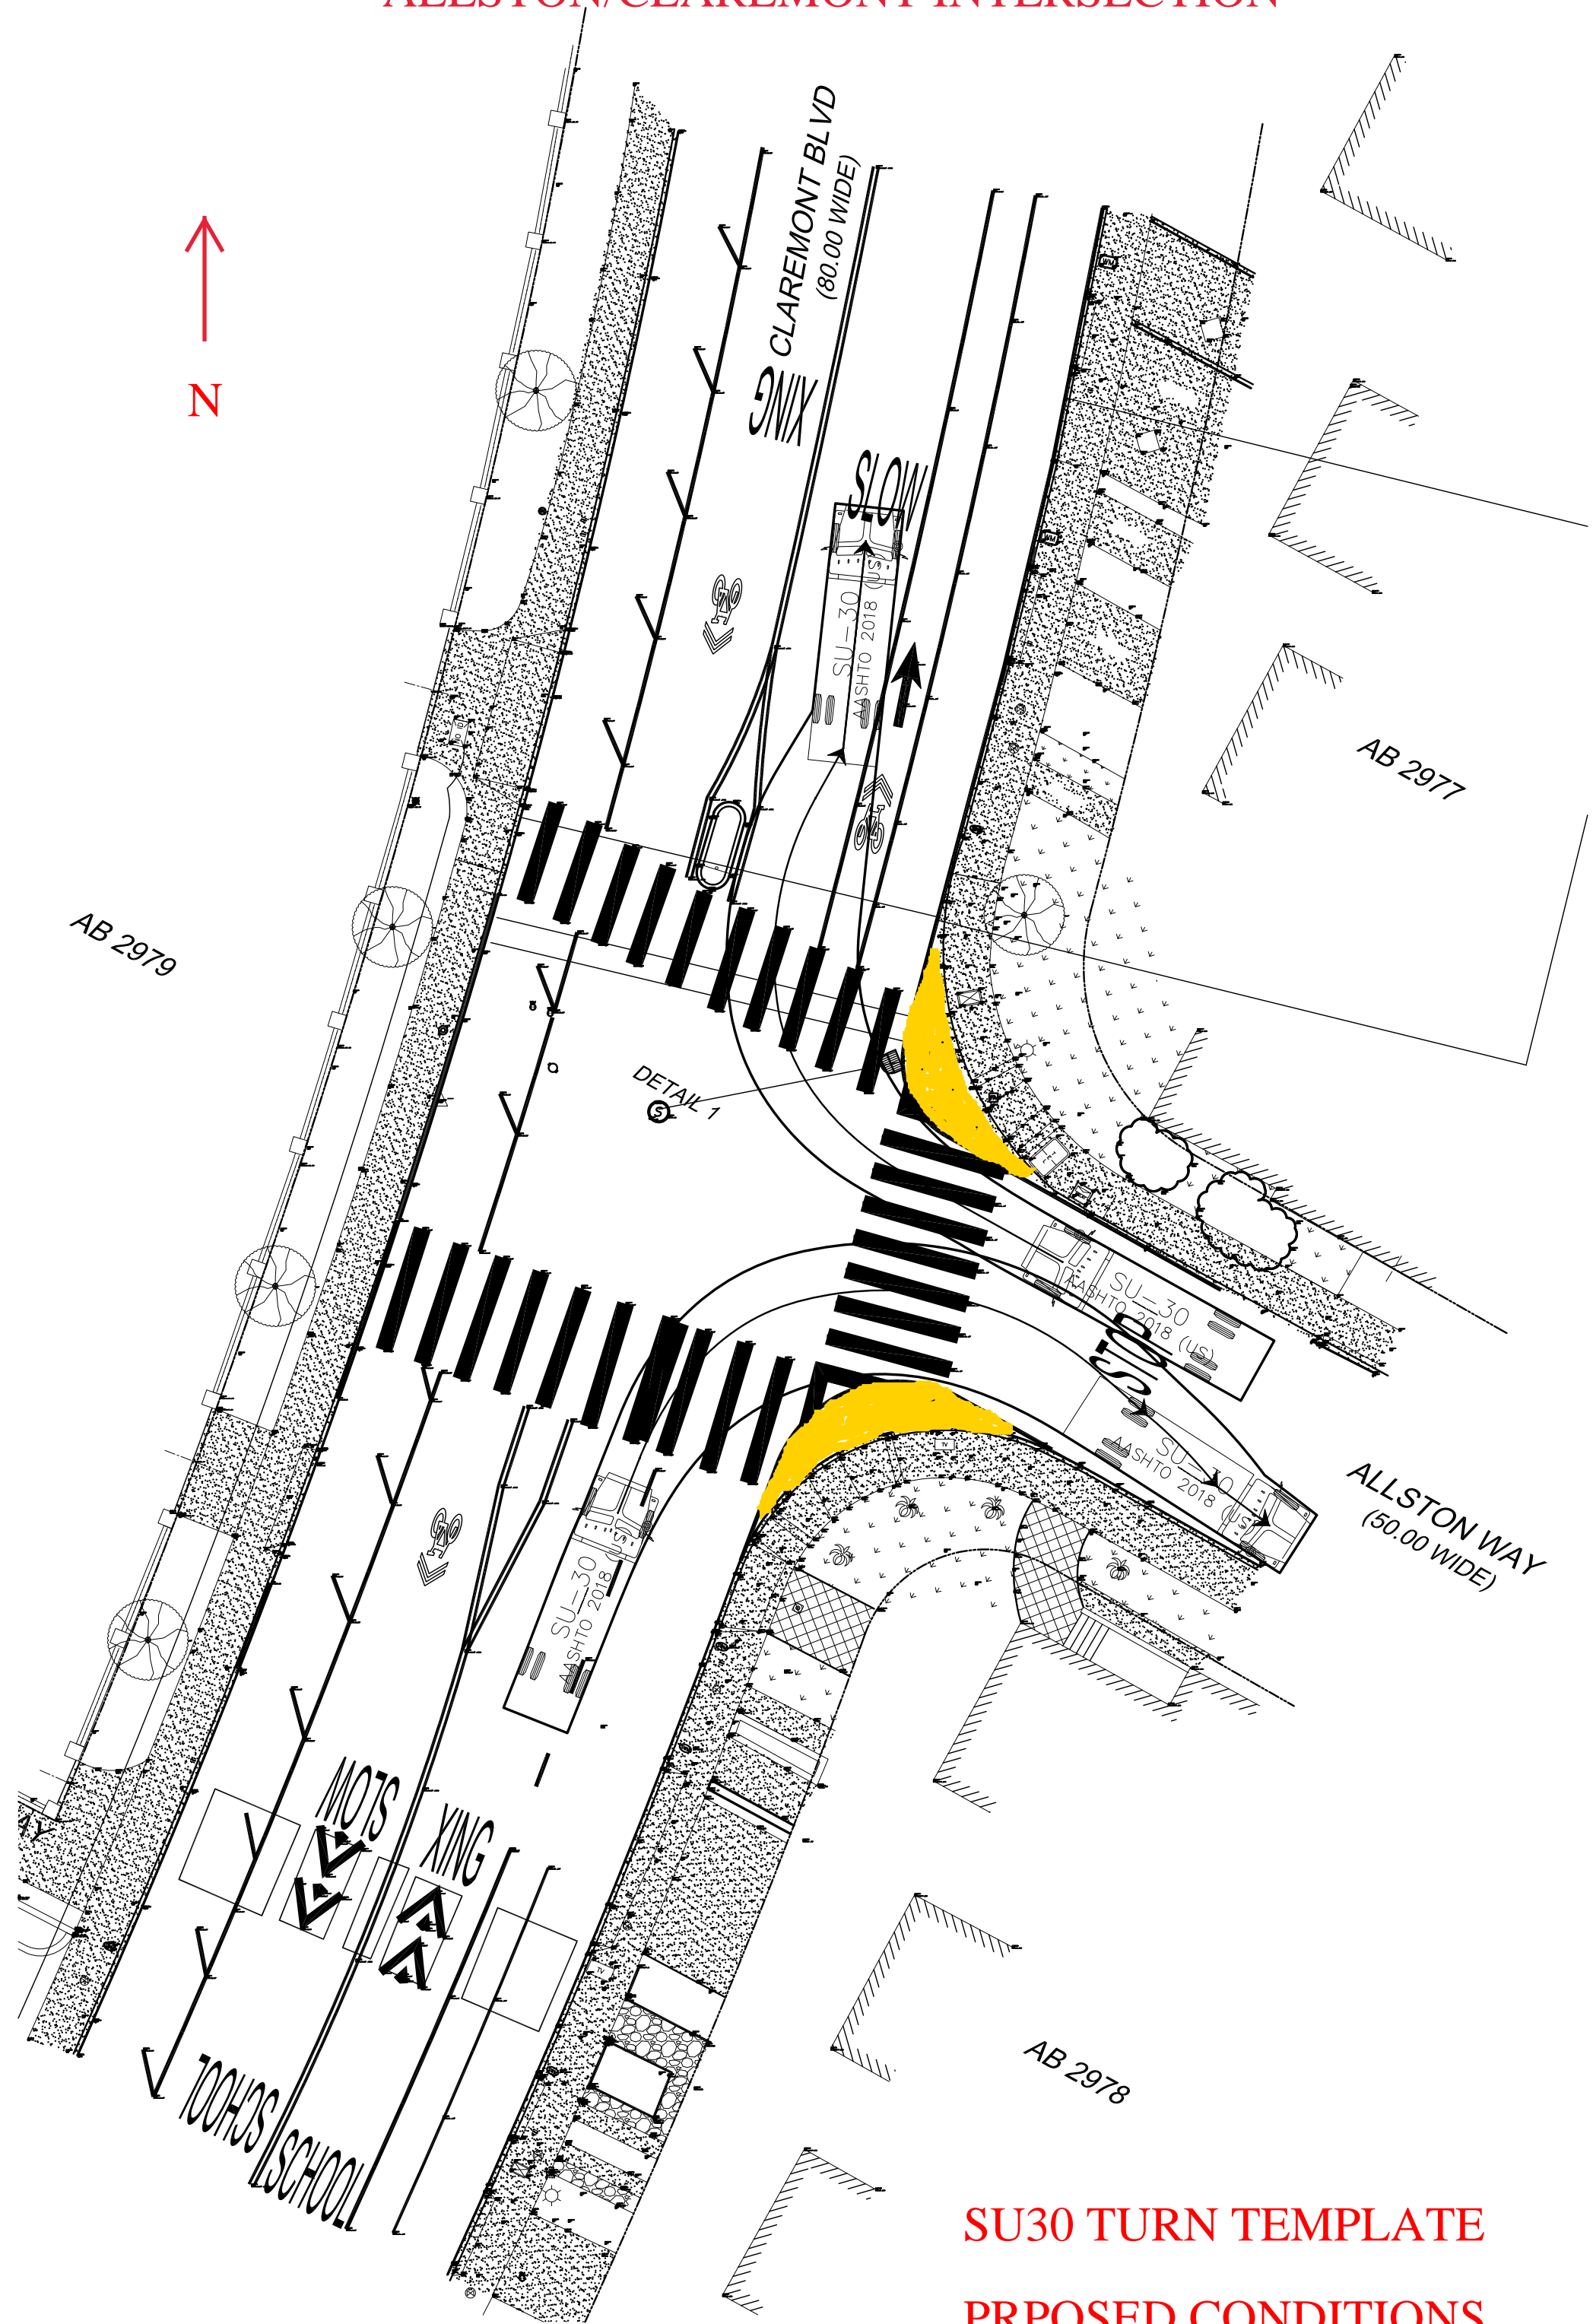 ALLSTON/CLAREMONT INTERSECTION
CLAREMONT BLVD
(80.00 WIDE)
N
XING
SLOW
SU-30
AASHTO 2018 (US)
AB 2977
AB 2979
DETAIL 1
S
SU-30
AASHTO 2018 (US)
STOP
SU-30
AASHTO 2018 (US)
ALLSTON WAY
(50.00 WIDE)
SU-30
AASHTO 2018 (US)
SLOW
XING
AB 2978
SCHOOL
SCHOOL
SU30 TURN TEMPLATE
PRPOSED CONDITIONS